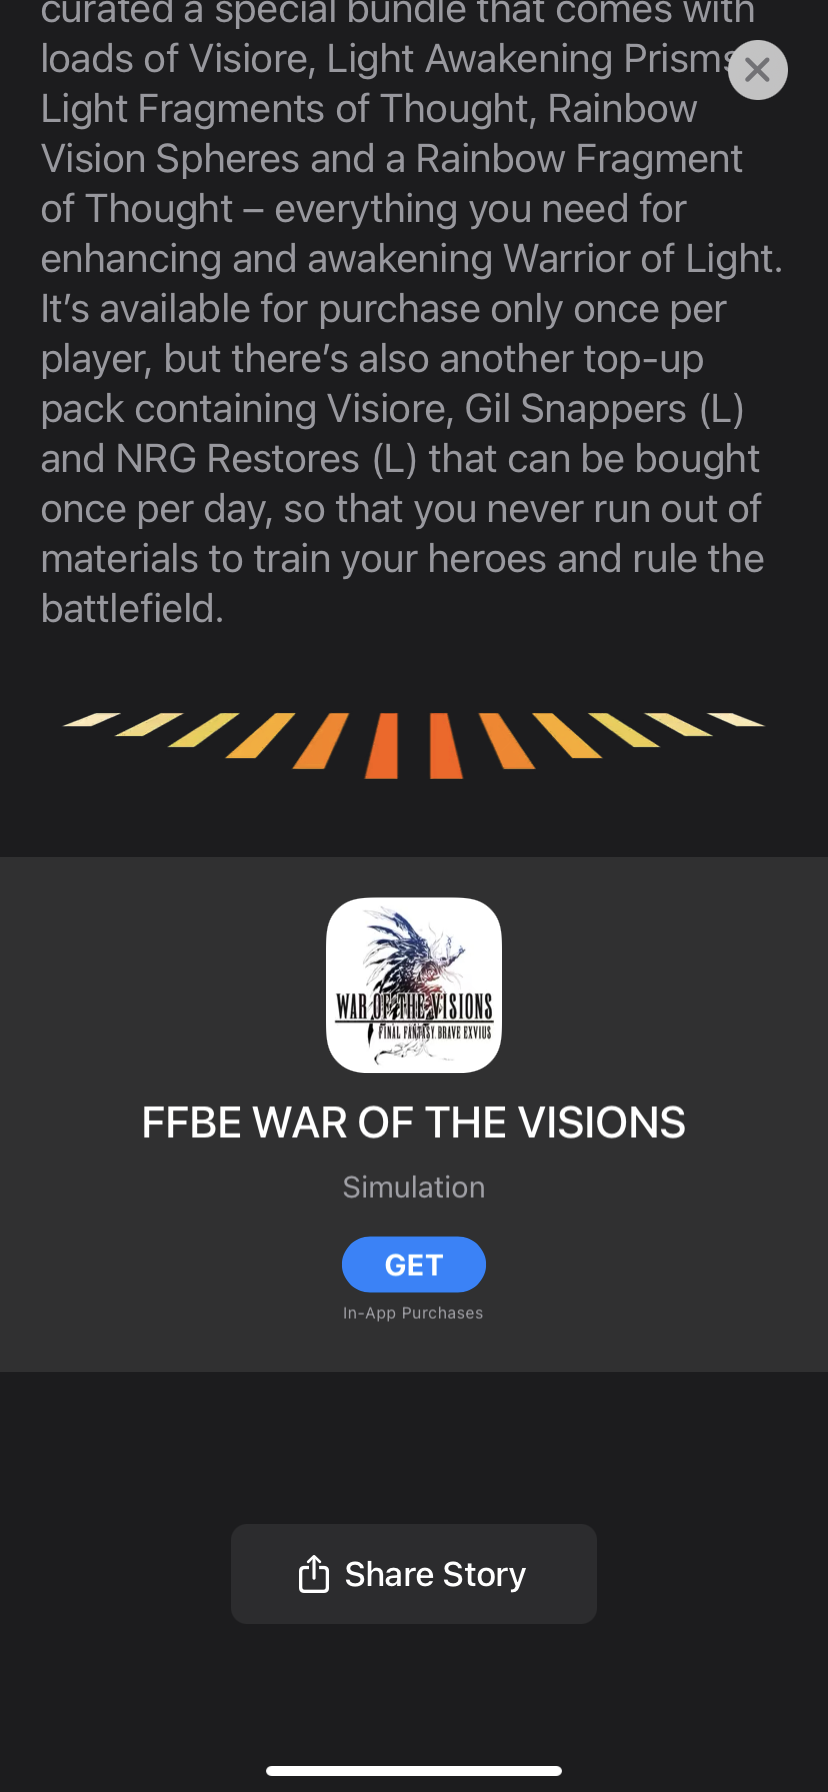 curated a special bundle that comes with
loads of Visiore, Light Awakening Prisms
Light Fragments of Thought, Rainbow
Vision Spheres and a Rainbow Fragment
of Thought – everything you need for
enhancing and awakening Warrior of Light.
It’s available for purchase only once per
player, but there’s also another top-up
pack containing Visiore, Gil Snappers (L)
and NRG Restores (L) that can be bought
once per day, so that you never run out of
materials to train your heroes and rule the
battlefield.
WAR OF THE VISIONS
FINAL FANTASY BRAVE EXVIUS
FFBE WAR OF THE VISIONS
Simulation
GET
In-App Purchases
Share Story